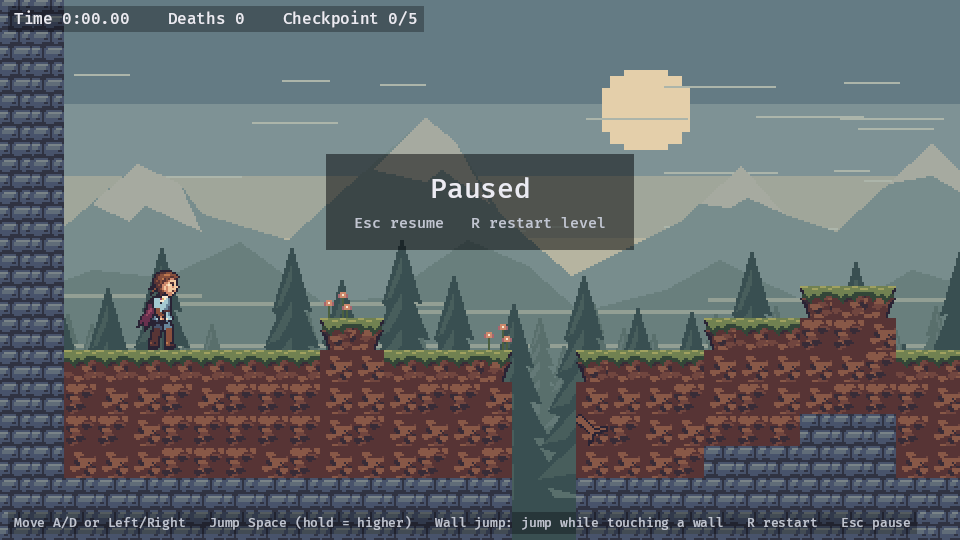 Time 0:00.00 Deaths 0 Checkpoint 0/5
Paused
Esc resume R restart level
Move A/D or Left/Right Jump Space (hold = higher) Wall jump: jump while touching a wall R restart Esc pause